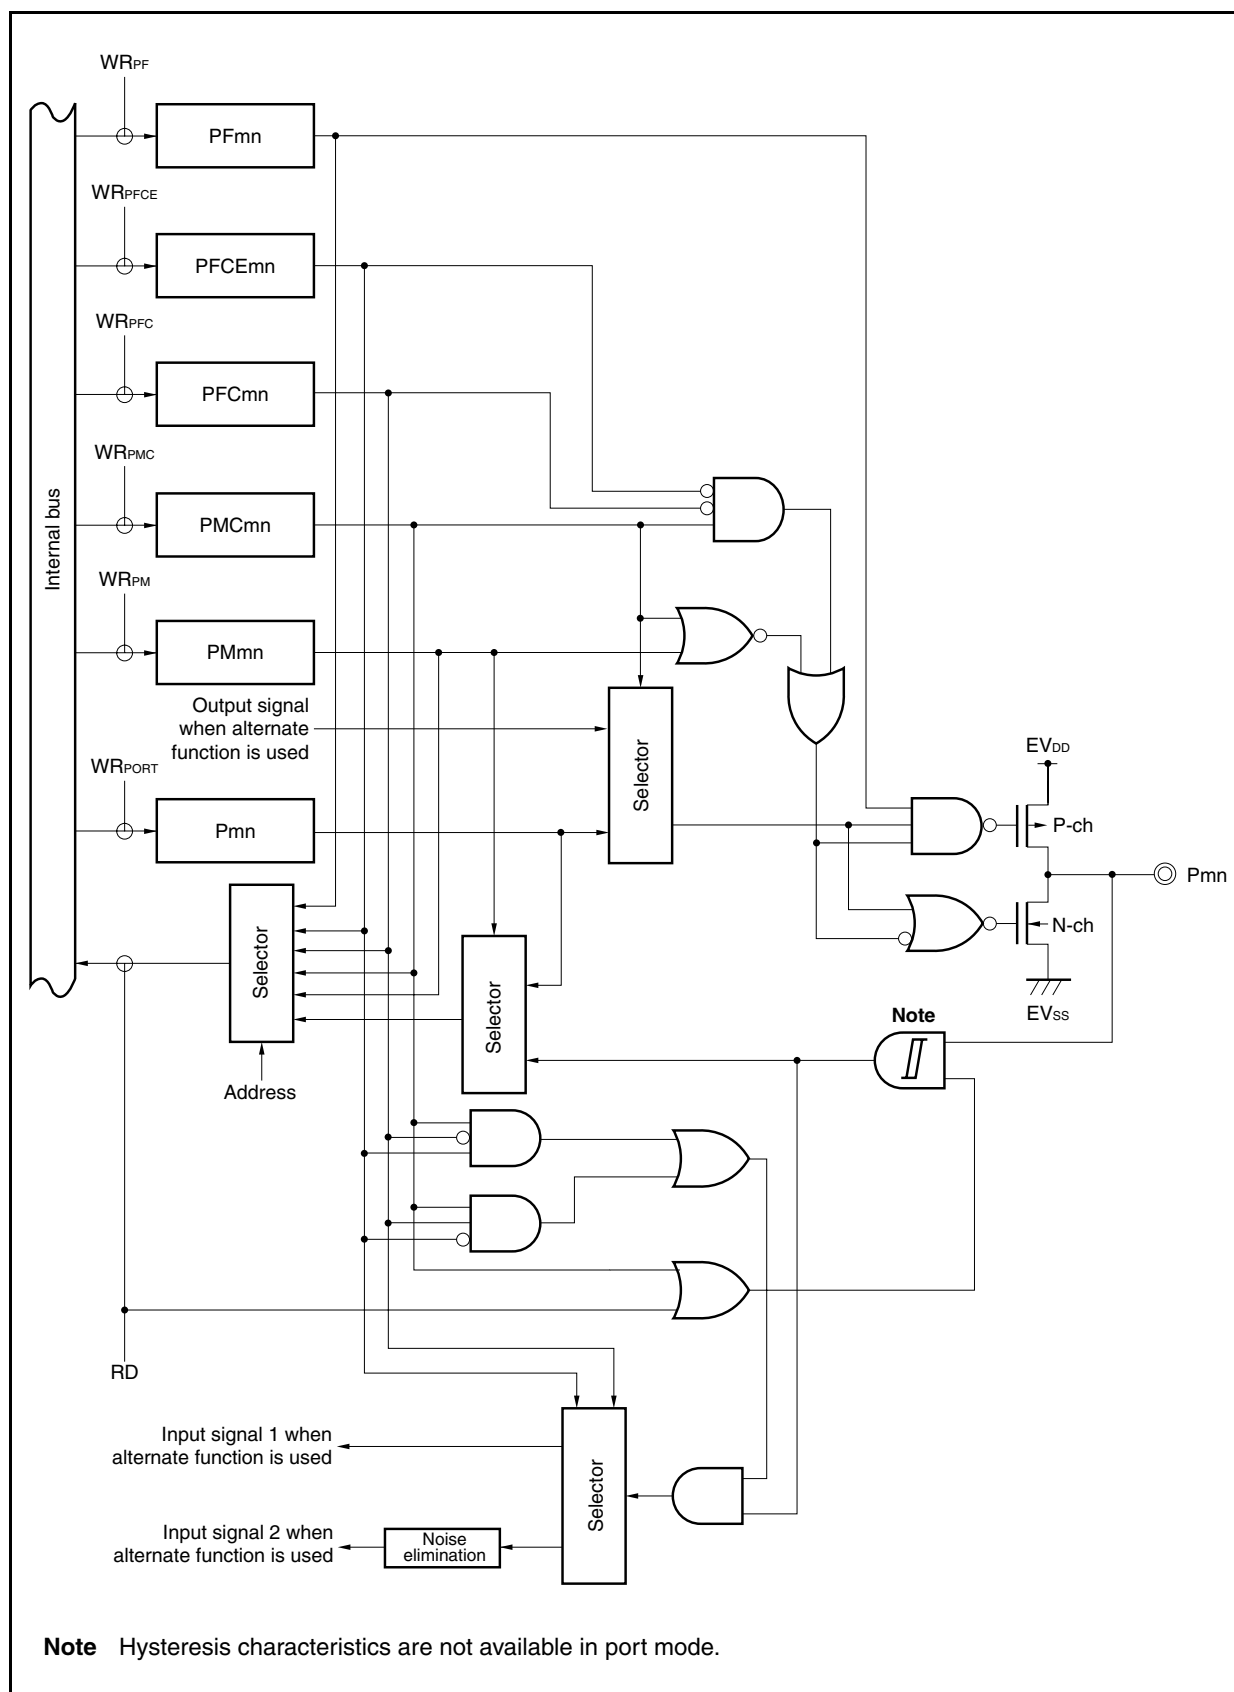 WRPF
PFmn
WRPFCE
PFCEmn
WRPFC
PFCmn
WRPMC
PMCmn
Internal bus
WRPM
PMmn
Output signal
when alternate
function is used
Selector
WRPORT
Pmn
EVDD
P-ch
Pmn
N-ch
EVSS
Selector
Selector
Note
Address
RD
Input signal 1 when
alternate function is used
Selector
Input signal 2 when
alternate function is used
Noise
elimination
Note Hysteresis characteristics are not available in port mode.